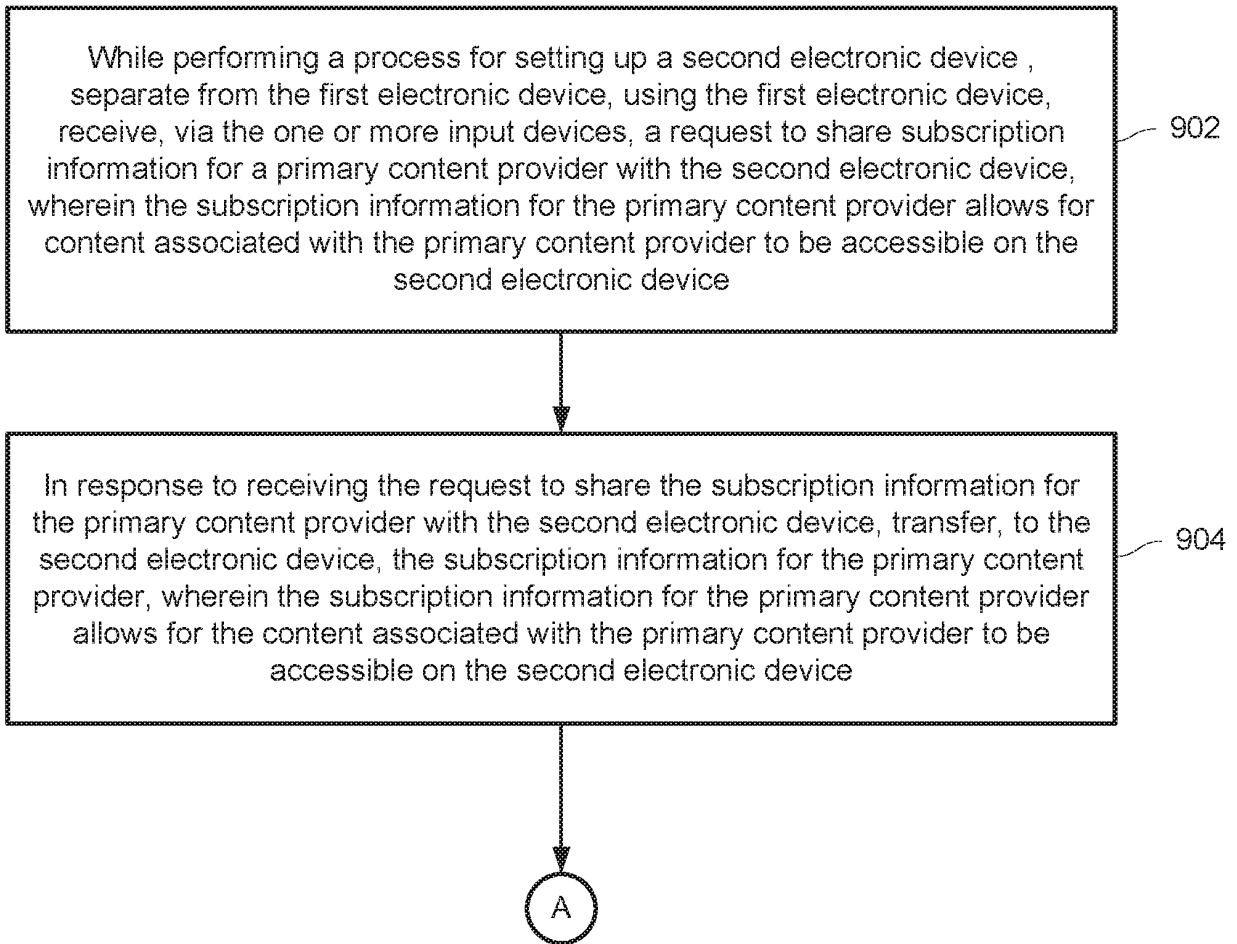 While performing a process for setting up a second electronic device ,
separate from the first electronic device, using the first electronic device,
receive, via the one or more input devices, a request to share subscription
information for a primary content provider with the second electronic device,
wherein the subscription information for the primary content provider allows for
content associated with the primary content provider to be accessible on the
second electronic device
902
In response to receiving the request to share the subscription information for
the primary content provider with the second electronic device, transfer, to the
second electronic device, the subscription information for the primary content
provider, wherein the subscription information for the primary content provider
allows for the content associated with the primary content provider to be
accessible on the second electronic device
904
A